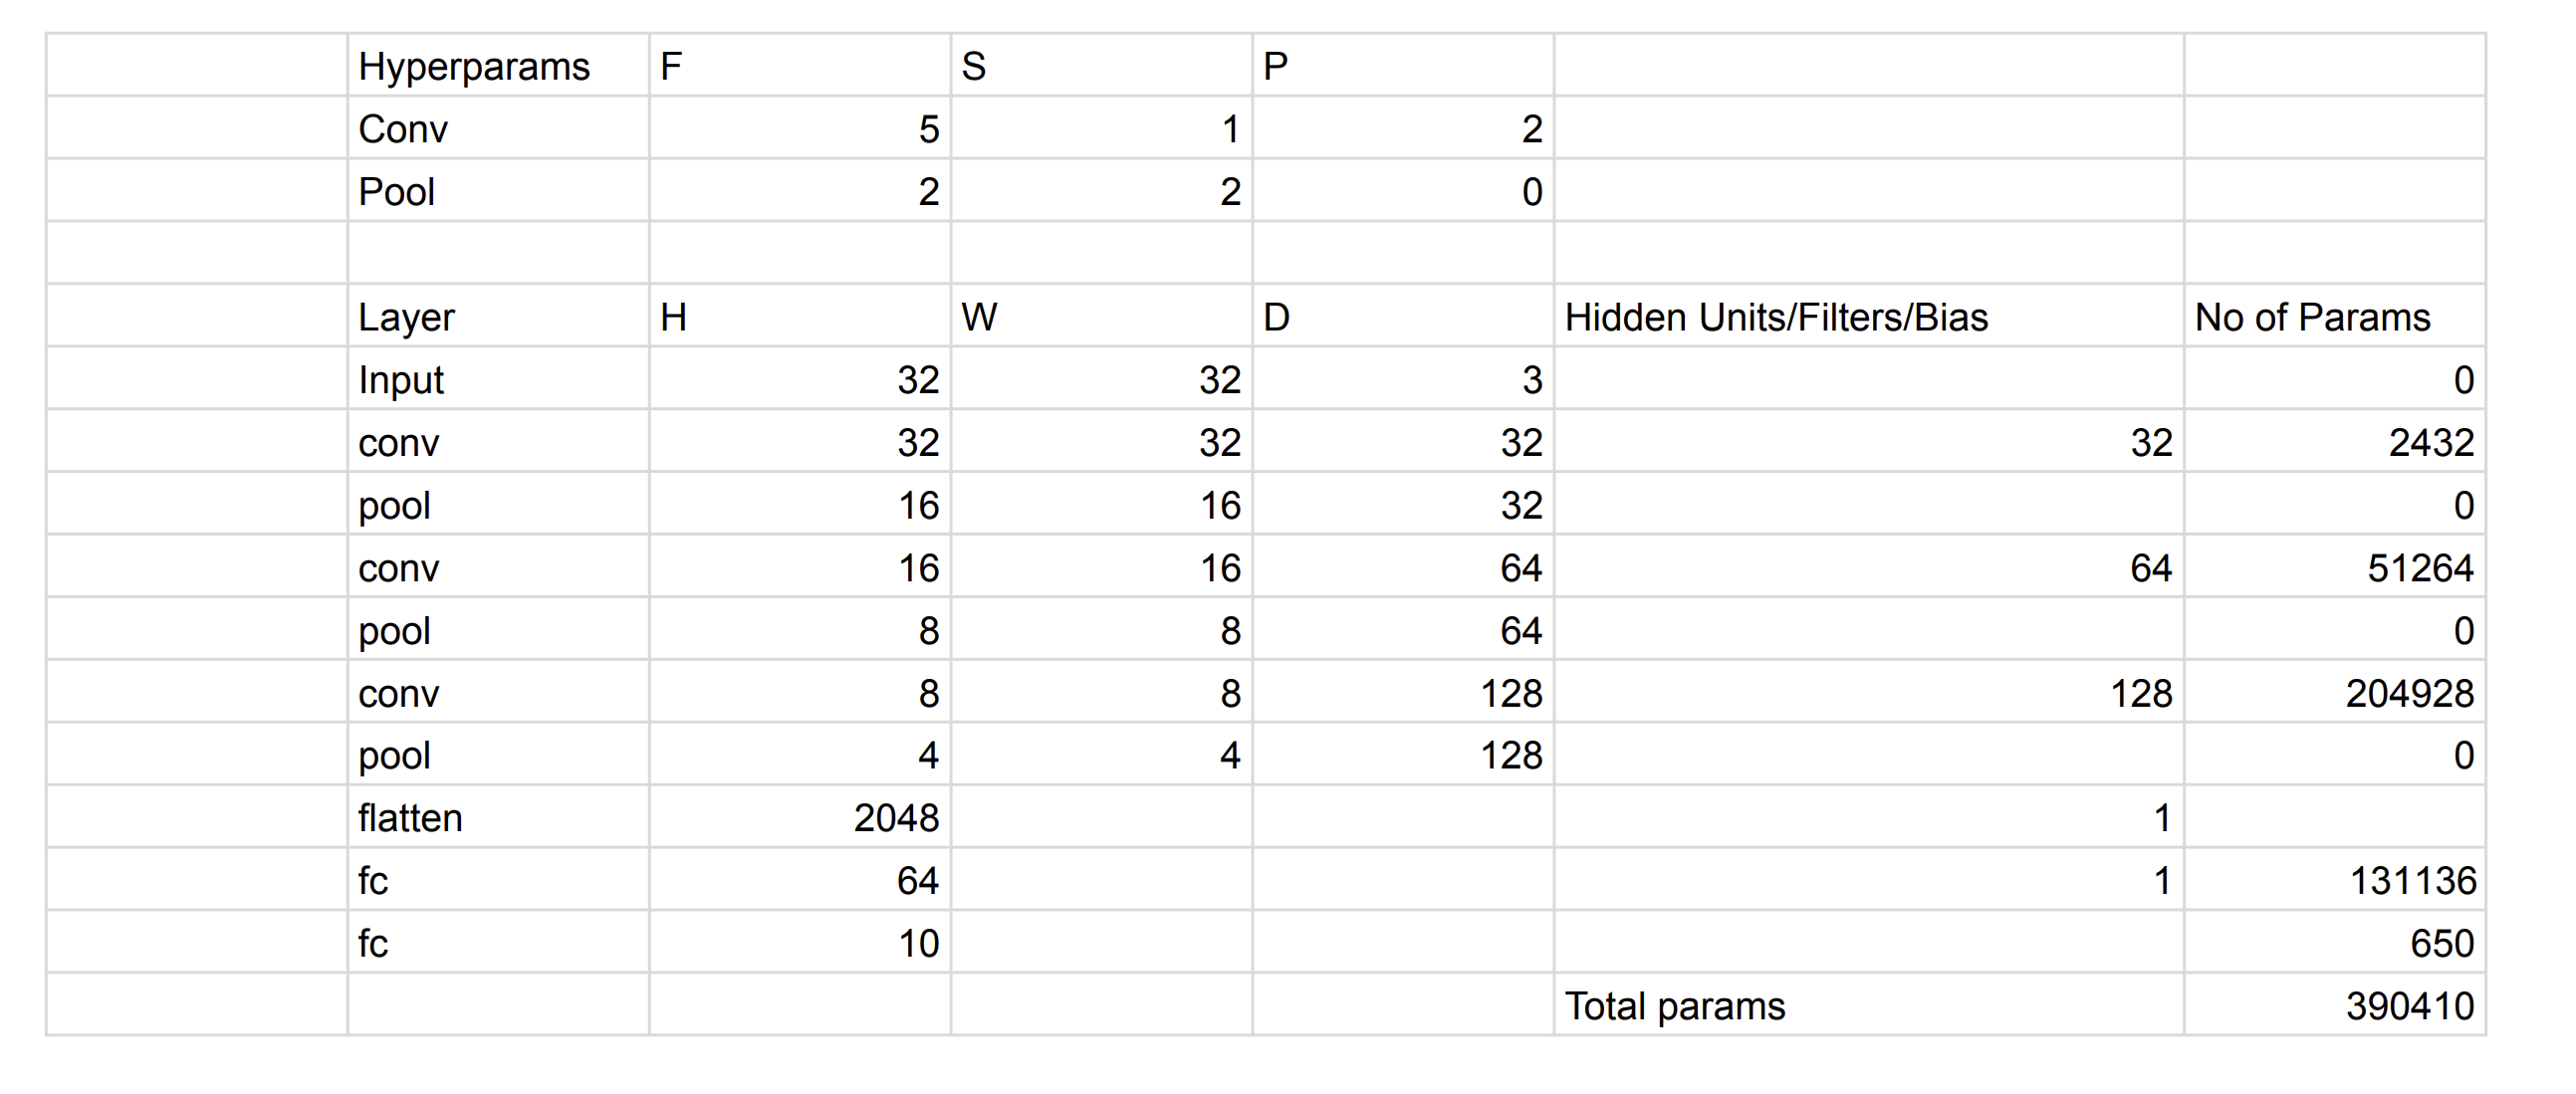 Hyperparams F S P
Conv 5 1 2
Pool 2 2 0
Layer H W D Hidden Units/Filters/Bias No of Params
Input 32 32 3 0
conv 32 32 32 32 2432
pool 16 16 32 0
conv 16 16 64 64 51264
pool 8 8 64 0
conv 8 8 128 128 204928
pool 4 4 128 0
flatten 2048 1
fc 64 1 131136
fc 10 650
Total params 390410